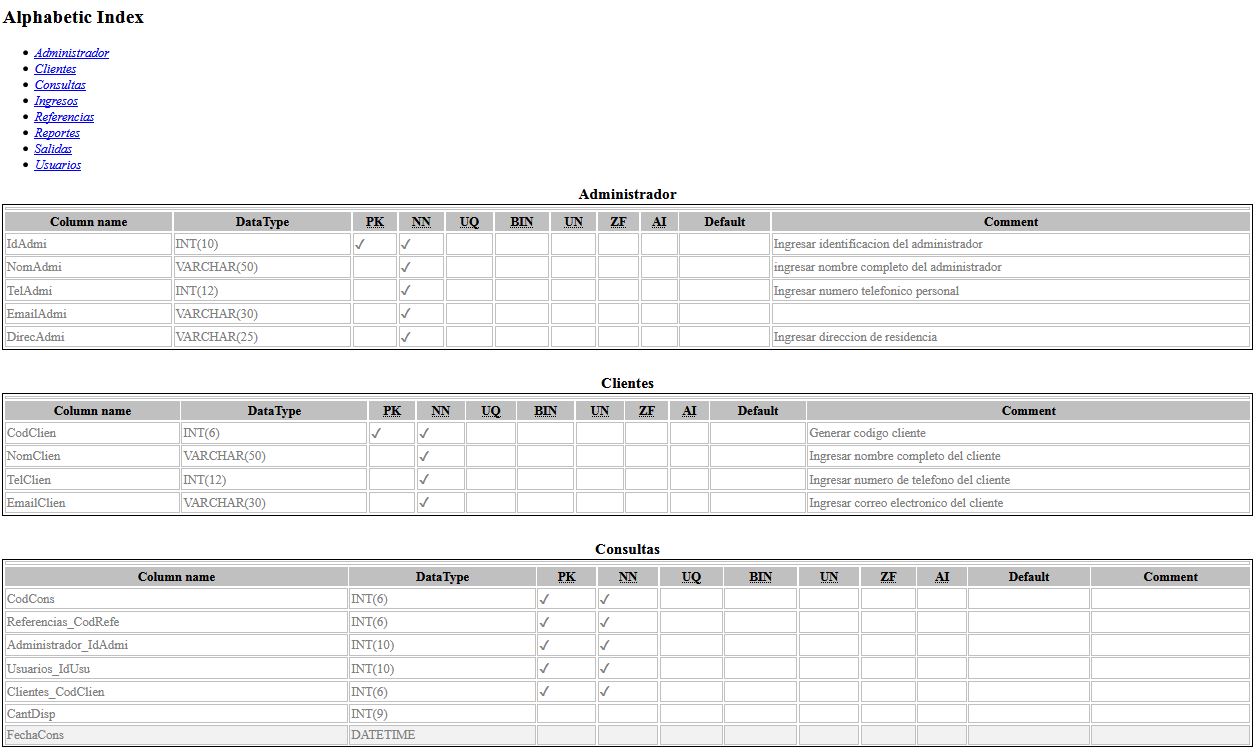 Alphabetic Index
Administrador
Clientes
Consultas
Ingresos
Referencias
Reportes
Salidas
Usuarios
Administrador
Column name DataType PK NN UQ BIN UN ZF AI Default Comment
IdAdmi INT(10) ✓ ✓ Ingresar identificacion del administrador
NomAdmi VARCHAR(50) ✓ ingresar nombre completo del administrador
TelAdmi INT(12) ✓ Ingresar numero telefonico personal
EmailAdmi VARCHAR(30) ✓
DirecAdmi VARCHAR(25) ✓ Ingresar direccion de residencia
Clientes
Column name DataType PK NN UQ BIN UN ZF AI Default Comment
CodClien INT(6) ✓ ✓ Generar codigo cliente
NomClien VARCHAR(50) ✓ Ingresar nombre completo del cliente
TelClien INT(12) ✓ Ingresar numero de telefono del cliente
EmailClien VARCHAR(30) ✓ Ingresar correo electronico del cliente
Consultas
Column name DataType PK NN UQ BIN UN ZF AI Default Comment
CodCons INT(6) ✓ ✓
Referencias_CodRefe INT(6) ✓ ✓
Administrador_IdAdmi INT(10) ✓ ✓
Usuarios_IdUsu INT(10) ✓ ✓
Clientes_CodClien INT(6) ✓ ✓
CantDisp INT(9)
FechaCons DATETIME